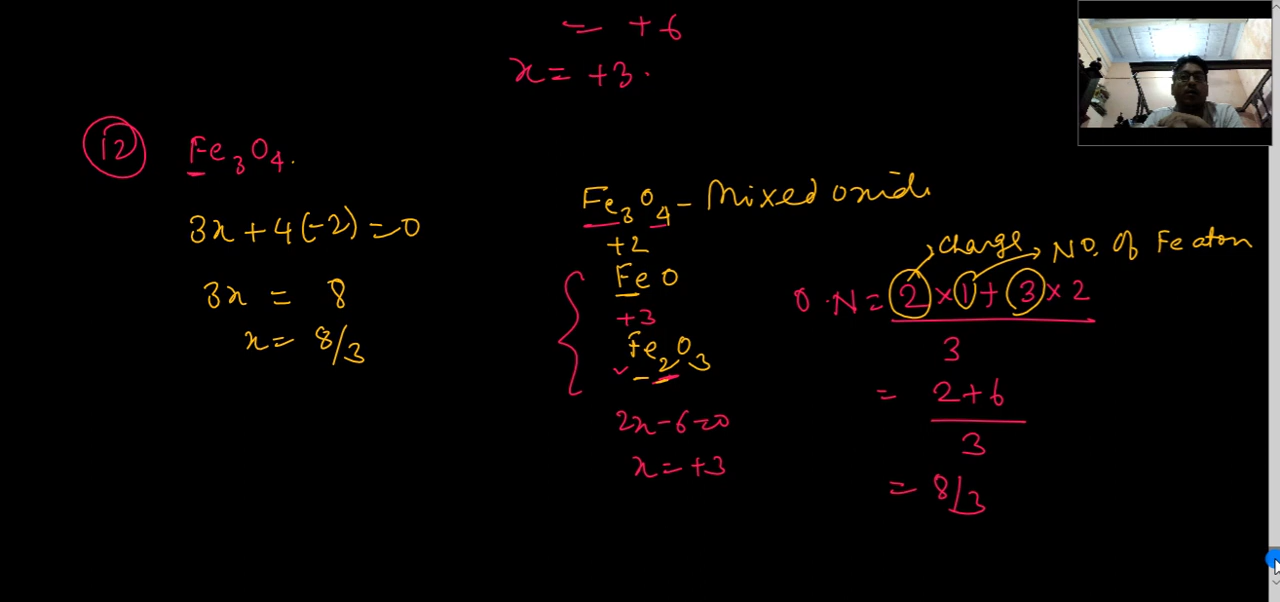 = +6
x = +3.
12 Fe3O4.
3x + 4(-2) = 0
3x = 8
x = 8/3
Fe3O4 - Mixed oxide
+2
FeO
+3
Fe2O3
2x - 6 = 0
x = +3
charge, NO. of Fe atom
O.N = 2 × 1 + 3 × 2
3
= 2 + 6
3
= 8/3